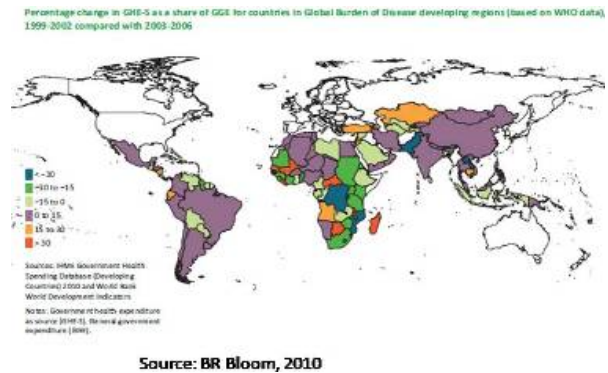 Percentage change in GHE-S as a share of GGE for countries in Global Burden of Disease developing regions (based on WHO data),
1999-2002 compared with 2003-2006
< −30
−30 to −15
−15 to 0
0 to 15
15 to 30
> 30
Sources: IHME Government Health
Spending Database (Developing
Countries) 2010 and World Bank
World Development Indicators
Notes: Government health expenditure
as source (GHE-S). General government
expenditure (GGE).
Source: BR Bloom, 2010